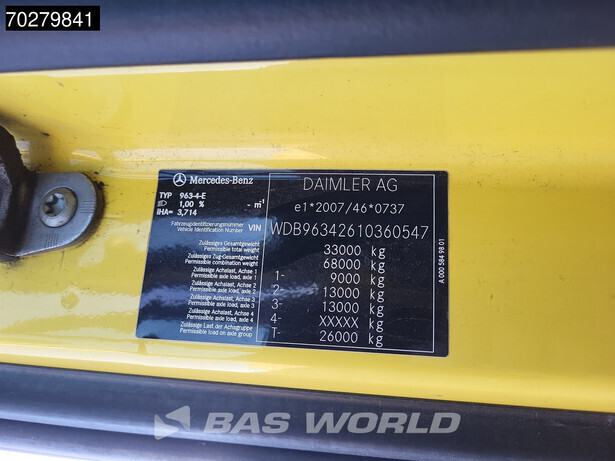 70279841
Mercedes-Benz
DAIMLER AG
TYP 963-4-E
1,00 % - m⁻¹
iHA= 3,714
e1*2007/46*0737
Fahrzeugidentifizierungsnummer
Vehicle Identification Number VIN WDB96342610360547
Zulässiges Gesamtgewicht
Permissible total weight 33000 kg
Zulässiges Zug-Gesamtgewicht
Permissible combination weight 68000 kg
Zulässige Achslast, Achse 1
Permissible axle load, axle 1 1- 9000 kg
Zulässige Achslast, Achse 2
Permissible axle load, axle 2 2- 13000 kg
Zulässige Achslast, Achse 3
Permissible axle load, axle 3 3- 13000 kg
Zulässige Achslast, Achse 4
Permissible axle load, axle 4 4- XXXXX kg
Zulässige Last der Achsgruppe
Permissible load on axle group T- 26000 kg
A 000 584 98 01
BAS WORLD